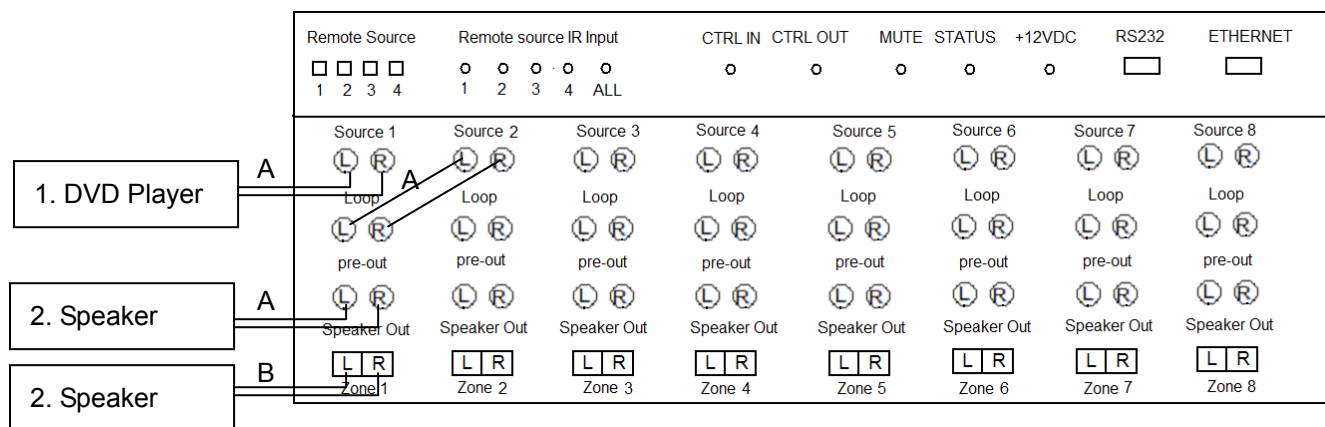 Remote Source Remote source IR Input CTRL IN CTRL OUT MUTE STATUS +12VDC RS232 ETHERNET
1 2 3 4 1 2 3 4 ALL
Source 1 Source 2 Source 3 Source 4 Source 5 Source 6 Source 7 Source 8
L R L R L R L R L R L R L R L R
A
A
1. DVD Player
Loop Loop Loop Loop Loop Loop Loop Loop
L R L R L R L R L R L R L R L R
pre-out pre-out pre-out pre-out pre-out pre-out pre-out pre-out
L R L R L R L R L R L R L R L R
A
2. Speaker
Speaker Out Speaker Out Speaker Out Speaker Out Speaker Out Speaker Out Speaker Out Speaker Out
L R L R L R L R L R L R L R L R
B
Zone 1 Zone 2 Zone 3 Zone 4 Zone 5 Zone 6 Zone 7 Zone 8
2. Speaker